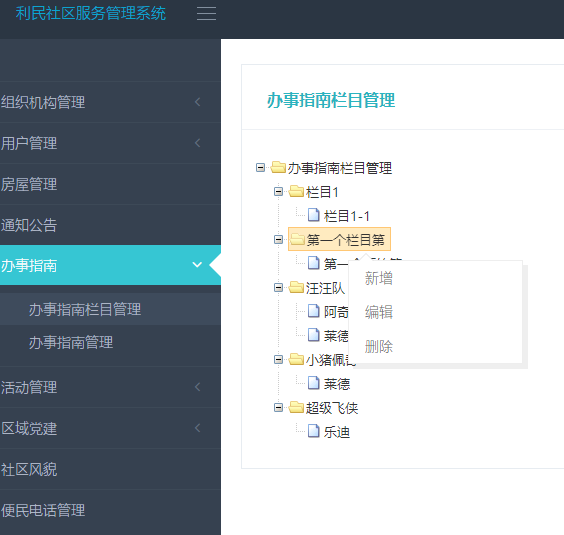 利民社区服务管理系统
组织机构管理
用户管理
房屋管理
通知公告
办事指南
办事指南栏目管理
办事指南管理
活动管理
区域党建
社区风貌
便民电话管理
办事指南栏目管理
办事指南栏目管理
栏目1
栏目1-1
第一个栏目第
第一
汪汪队
阿奇
莱德
小猪佩
莱德
超级飞侠
乐迪
新增
编辑
删除